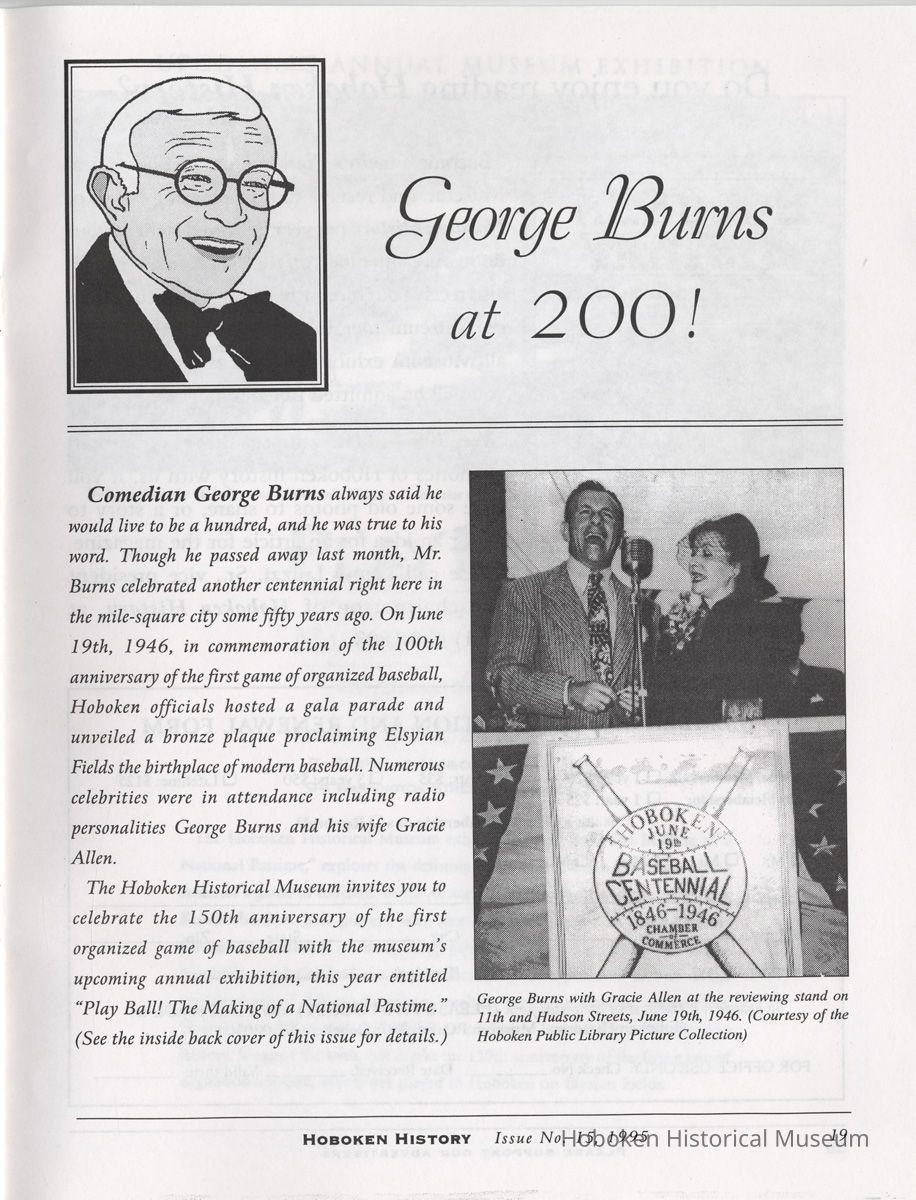 George Burns
at 200!
Comedian George Burns always said he
would live to be a hundred, and he was true to his
word. Though he passed away last month, Mr.
Burns celebrated another centennial right here in
the mile-square city some fifty years ago. On June
19th, 1946, in commemoration of the 100th
anniversary of the first game of organized baseball,
Hoboken officials hosted a gala parade and
unveiled a bronze plaque proclaiming Elsyian
Fields the birthplace of modern baseball. Numerous
celebrities were in attendance including radio
personalities George Burns and his wife Gracie
Allen.
The Hoboken Historical Museum invites you to
celebrate the 150th anniversary of the first
organized game of baseball with the museum's
upcoming annual exhibition, this year entitled
"Play Ball! The Making of a National Pastime."
(See the inside back cover of this issue for details.)
HOBOKEN
JUNE
19th
BASEBALL
CENTENNIAL
1846-1946
CHAMBER
of
COMMERCE
George Burns with Gracie Allen at the reviewing stand on
11th and Hudson Streets, June 19th, 1946. (Courtesy of the
Hoboken Public Library Picture Collection)
HOBOKEN HISTORY Issue No. 15, 1995 19
Hoboken Historical Museum